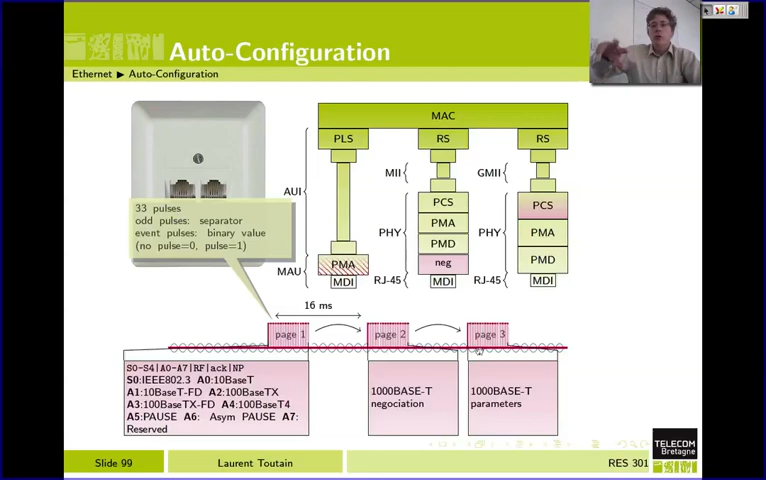 Auto-Configuration
Ethernet ▶ Auto-Configuration
MAC
PLS
RS
RS
MII
GMII
AUI
PCS
PCS
33 pulses
odd pulses: separator
event pulses: binary value
(no pulse=0, pulse=1)
PHY
PMA
PHY
PMA
PMD
MAU
PMA
neg
PMD
MDI
RJ-45
MDI
RJ-45
MDI
16 ms
page 1
page 2
page 3
S0-S4|A0-A7|RF|ack|NP
S0:IEEE802.3 A0:10BaseT
A1:10BaseT-FD A2:100BaseTX
A3:100BaseTX-FD A4:100BaseT4
A5:PAUSE A6: Asym PAUSE A7:
Reserved
1000BASE-T
negociation
1000BASE-T
parameters
Slide 99
Laurent Toutain
RES 301
TELECOM
Bretagne